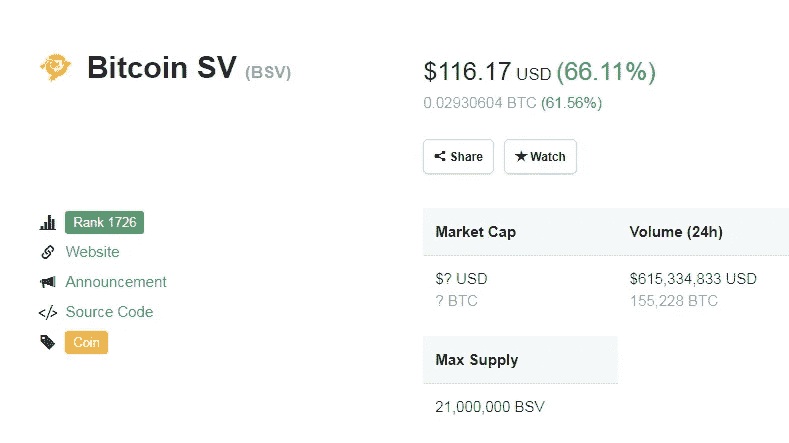 Bitcoin SV (BSV)
$116.17 USD (66.11%)
0.02930604 BTC (61.56%)
Share
Watch
Rank 1726
Website
Announcement
</> Source Code
Coin
Market Cap
Volume (24h)
$? USD
$615,334,833 USD
? BTC
155,228 BTC
Max Supply
21,000,000 BSV